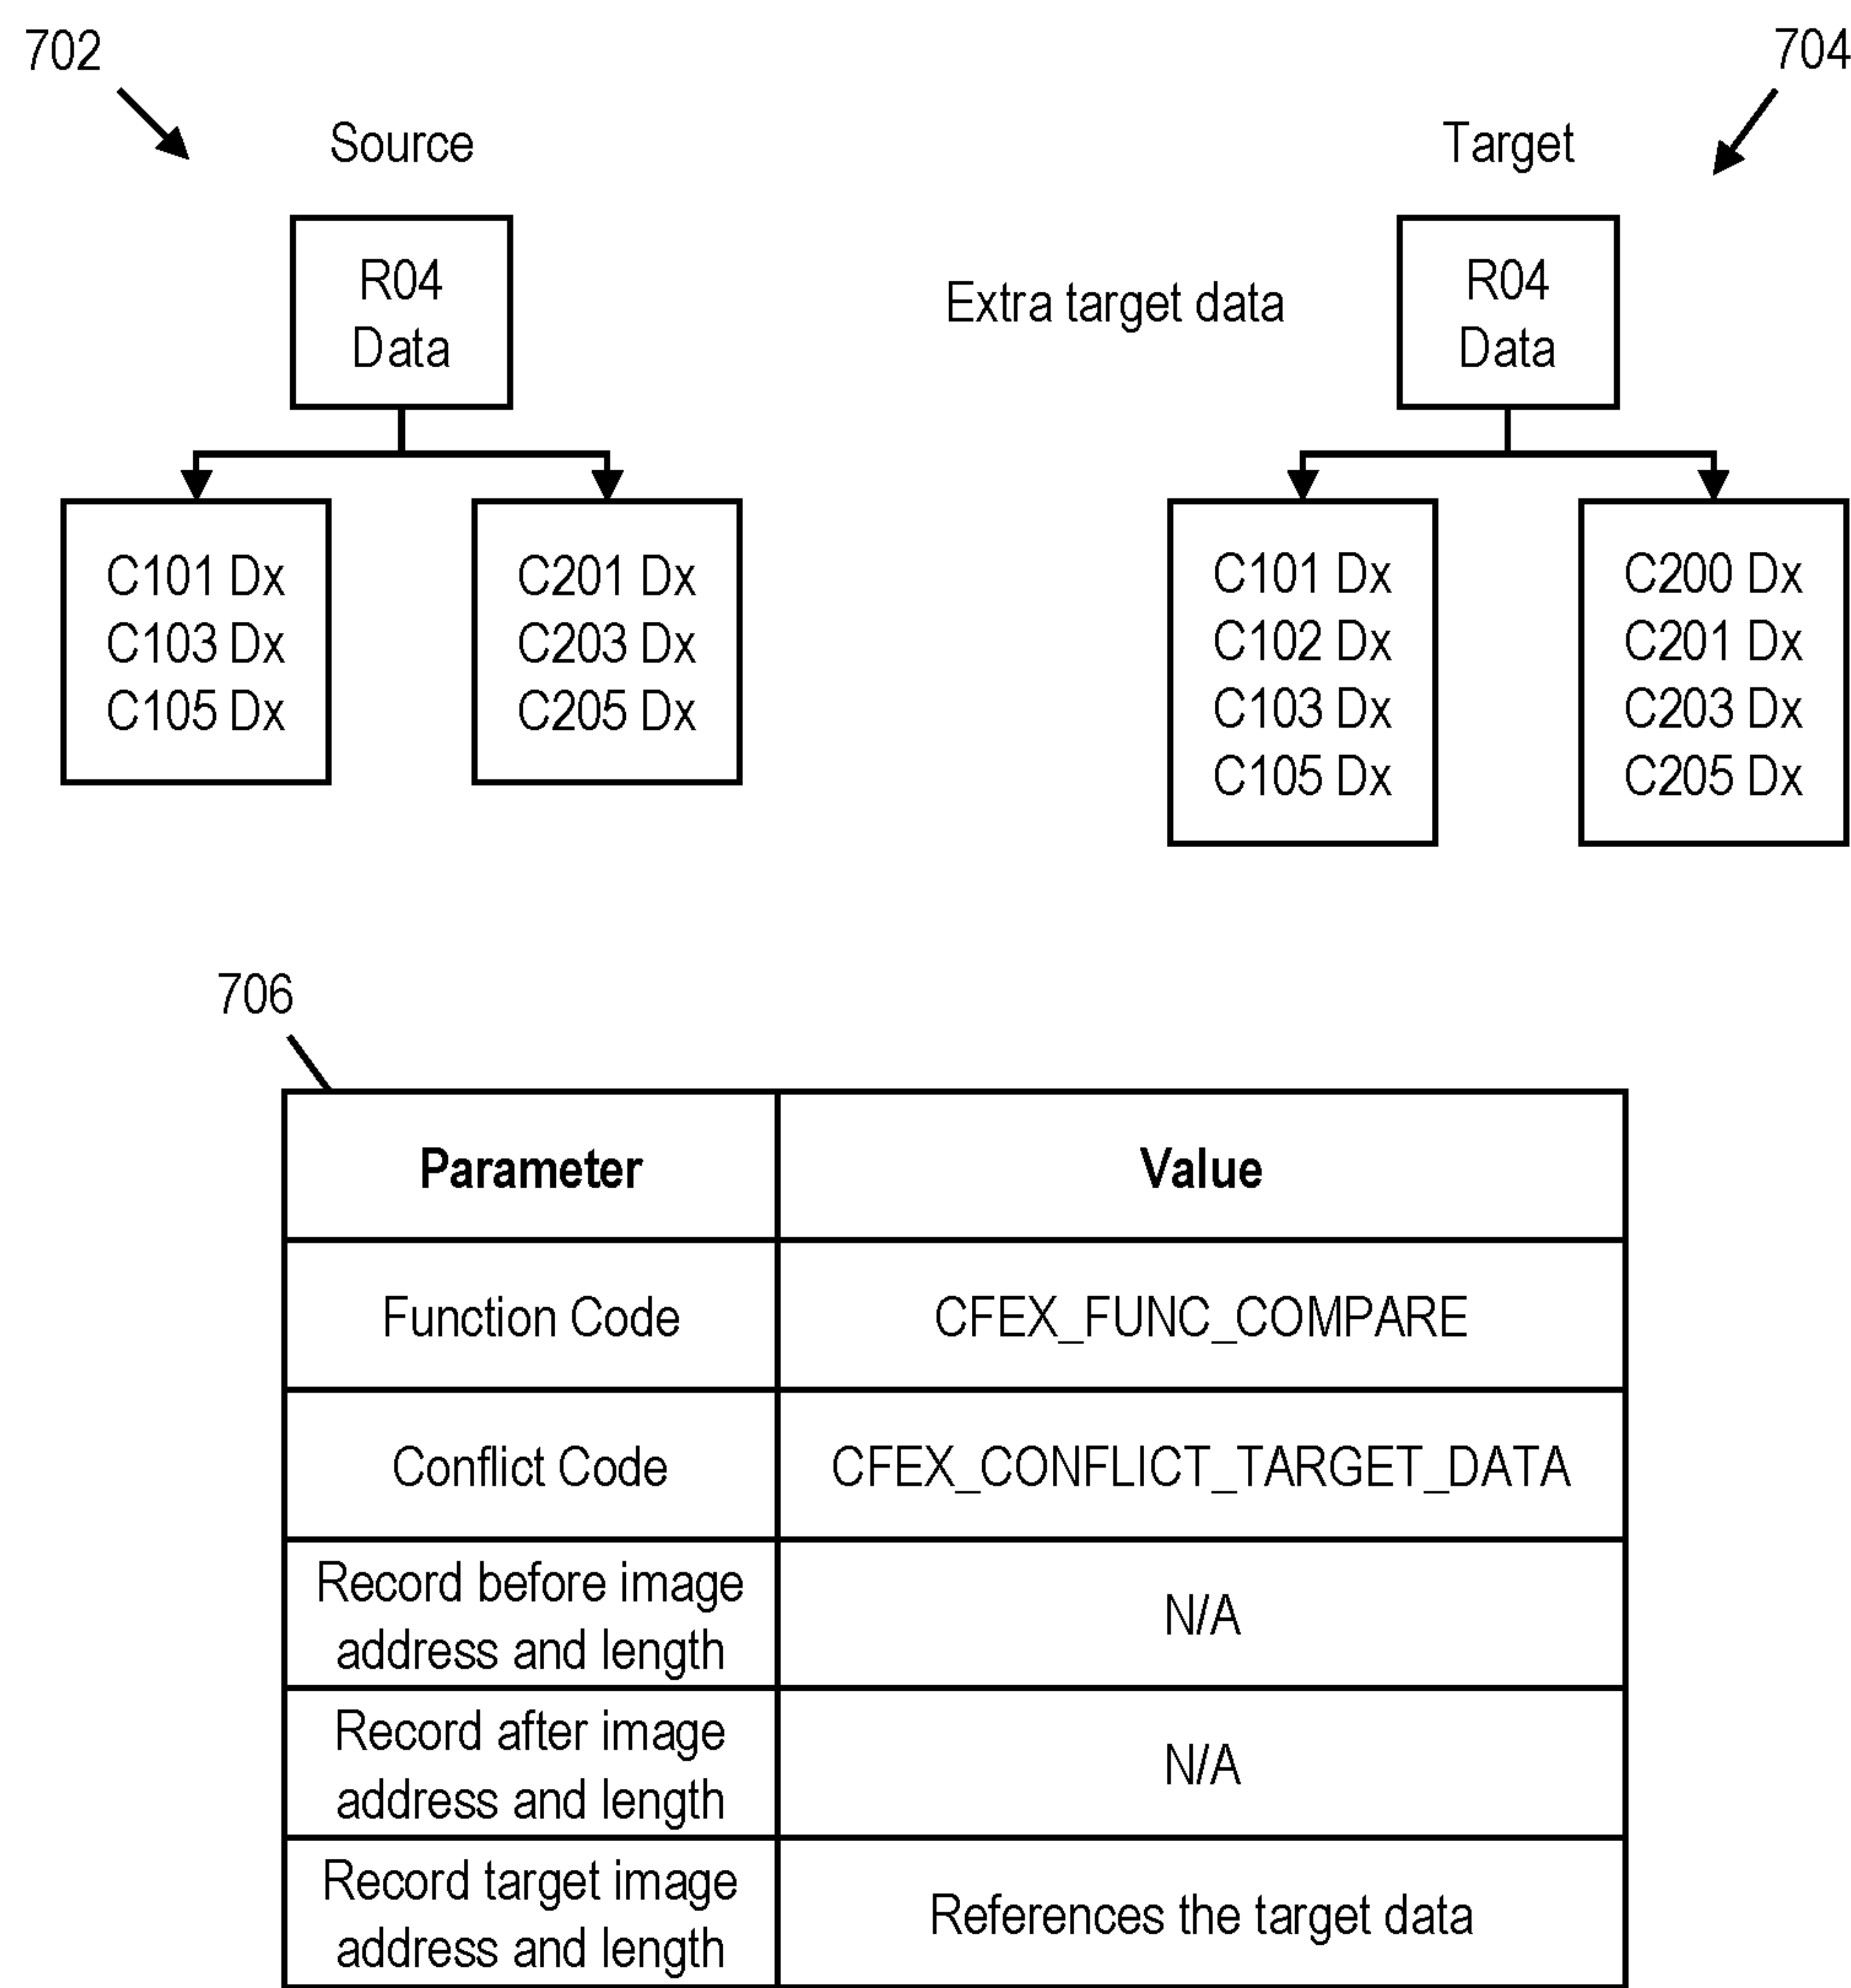 702
704
Source
Target
R04
Data
Extra target data
R04
Data
C101 Dx
C103 Dx
C105 Dx
C201 Dx
C203 Dx
C205 Dx
C101 Dx
C102 Dx
C103 Dx
C105 Dx
C200 Dx
C201 Dx
C203 Dx
C205 Dx
706
Parameter
Value
Function Code
CFEX_FUNC_COMPARE
Conflict Code
CFEX_CONFLICT_TARGET_DATA
Record before image
address and length
N/A
Record after image
address and length
N/A
Record target image
address and length
References the target data